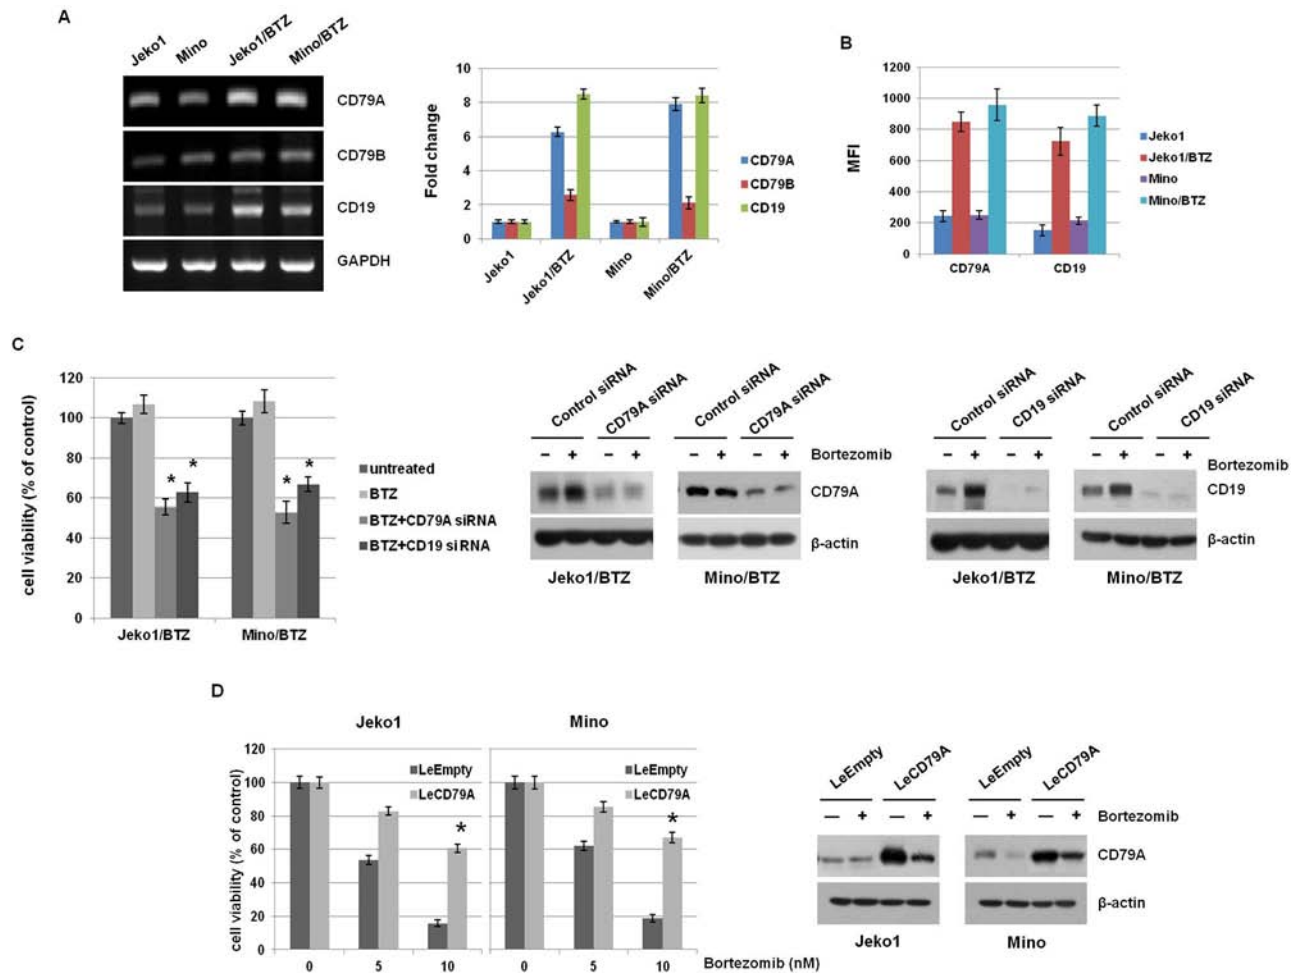 A
Jeko1
Mino
Jeko1/BTZ
Mino/BTZ
CD79A
CD79B
CD19
GAPDH
Fold change
10
8
6
4
2
0
Jeko1
Jeko1/BTZ
Mino
Mino/BTZ
CD79A
CD79B
CD19
B
MFI
1200
1000
800
600
400
200
0
CD79A
CD19
Jeko1
Jeko1/BTZ
Mino
Mino/BTZ
C
cell viability (% of control)
120
100
80
60
40
20
0
* * * *
Jeko1/BTZ
Mino/BTZ
untreated
BTZ
BTZ+CD79A siRNA
BTZ+CD19 siRNA
Control siRNA
CD79A siRNA
Control siRNA
CD79A siRNA
– + – + – + – + Bortezomib
CD79A
β-actin
Jeko1/BTZ
Mino/BTZ
Control siRNA
CD19 siRNA
Control siRNA
CD19 siRNA
– + – + – + – +
Bortezomib
CD19
β-actin
Jeko1/BTZ
Mino/BTZ
D
Jeko1
Mino
cell viability (% of control)
120
100
80
60
40
20
0
LeEmpty
LeCD79A
*
LeEmpty
LeCD79A
*
0 5 10 0 5 10
Bortezomib (nM)
LeEmpty
LeCD79A
LeEmpty
LeCD79A
— + — + — + — +
Bortezomib
CD79A
β-actin
Jeko1
Mino